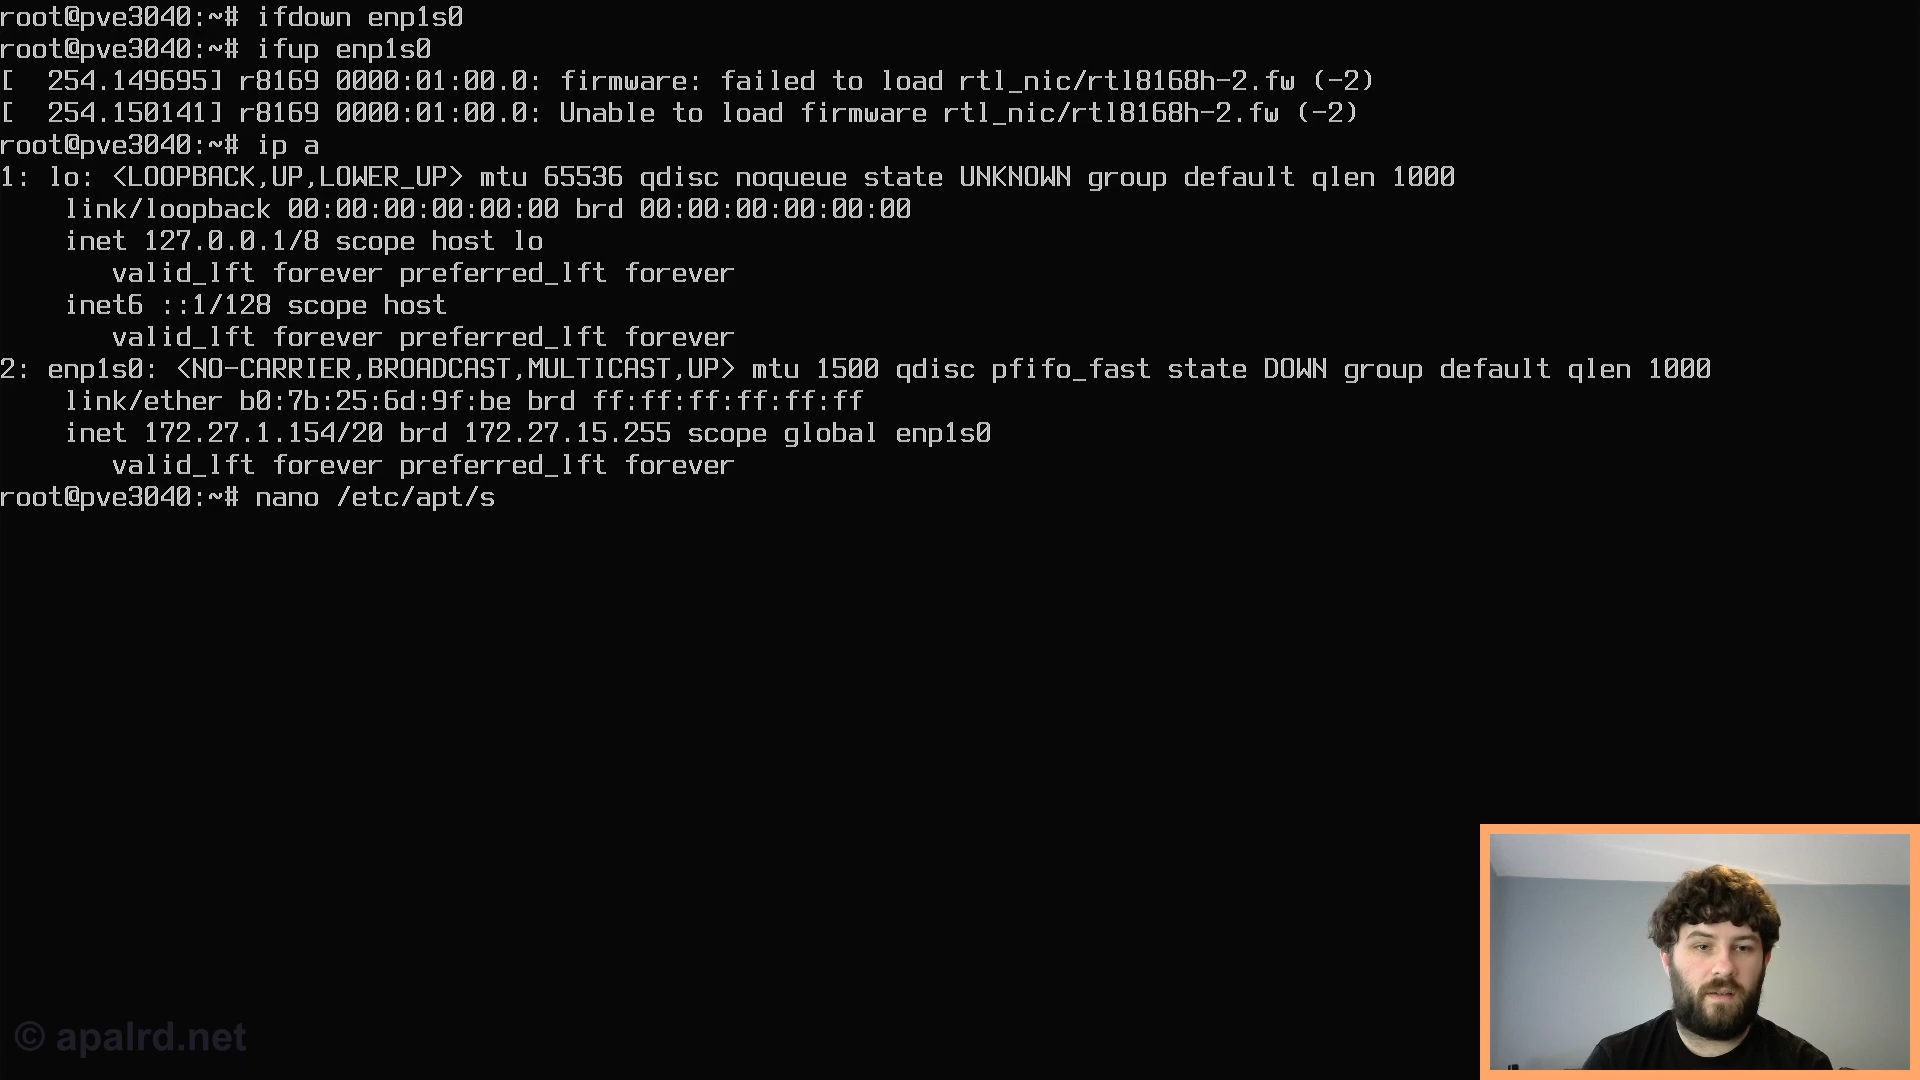 root@pve3040:~# ifdown enp1s0
root@pve3040:~# ifup enp1s0
[  254.149695] r8169 0000:01:00.0: firmware: failed to load rtl_nic/rtl8168h-2.fw (-2)
[  254.150141] r8169 0000:01:00.0: Unable to load firmware rtl_nic/rtl8168h-2.fw (-2)
root@pve3040:~# ip a
1: lo: <LOOPBACK,UP,LOWER_UP> mtu 65536 qdisc noqueue state UNKNOWN group default qlen 1000
    link/loopback 00:00:00:00:00:00 brd 00:00:00:00:00:00
    inet 127.0.0.1/8 scope host lo
       valid_lft forever preferred_lft forever
    inet6 ::1/128 scope host
       valid_lft forever preferred_lft forever
2: enp1s0: <NO-CARRIER,BROADCAST,MULTICAST,UP> mtu 1500 qdisc pfifo_fast state DOWN group default qlen 1000
    link/ether b0:7b:25:6d:9f:be brd ff:ff:ff:ff:ff:ff
    inet 172.27.1.154/20 brd 172.27.15.255 scope global enp1s0
       valid_lft forever preferred_lft forever
root@pve3040:~# nano /etc/apt/s
© apalrd.net